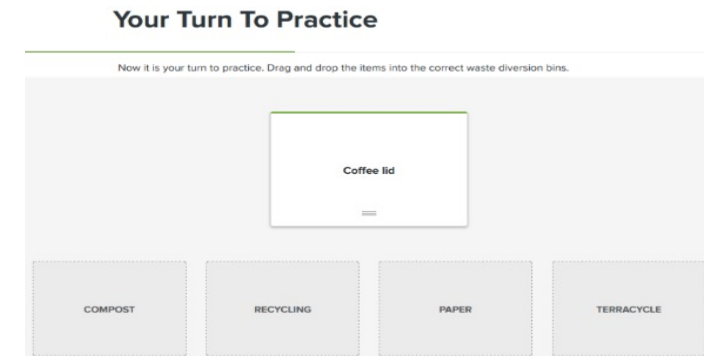 Your Turn To Practice
Now it is your turn to practice. Drag and drop the items into the correct waste diversion bins.
Coffee lid
COMPOST
RECYCLING
PAPER
TERRACYCLE